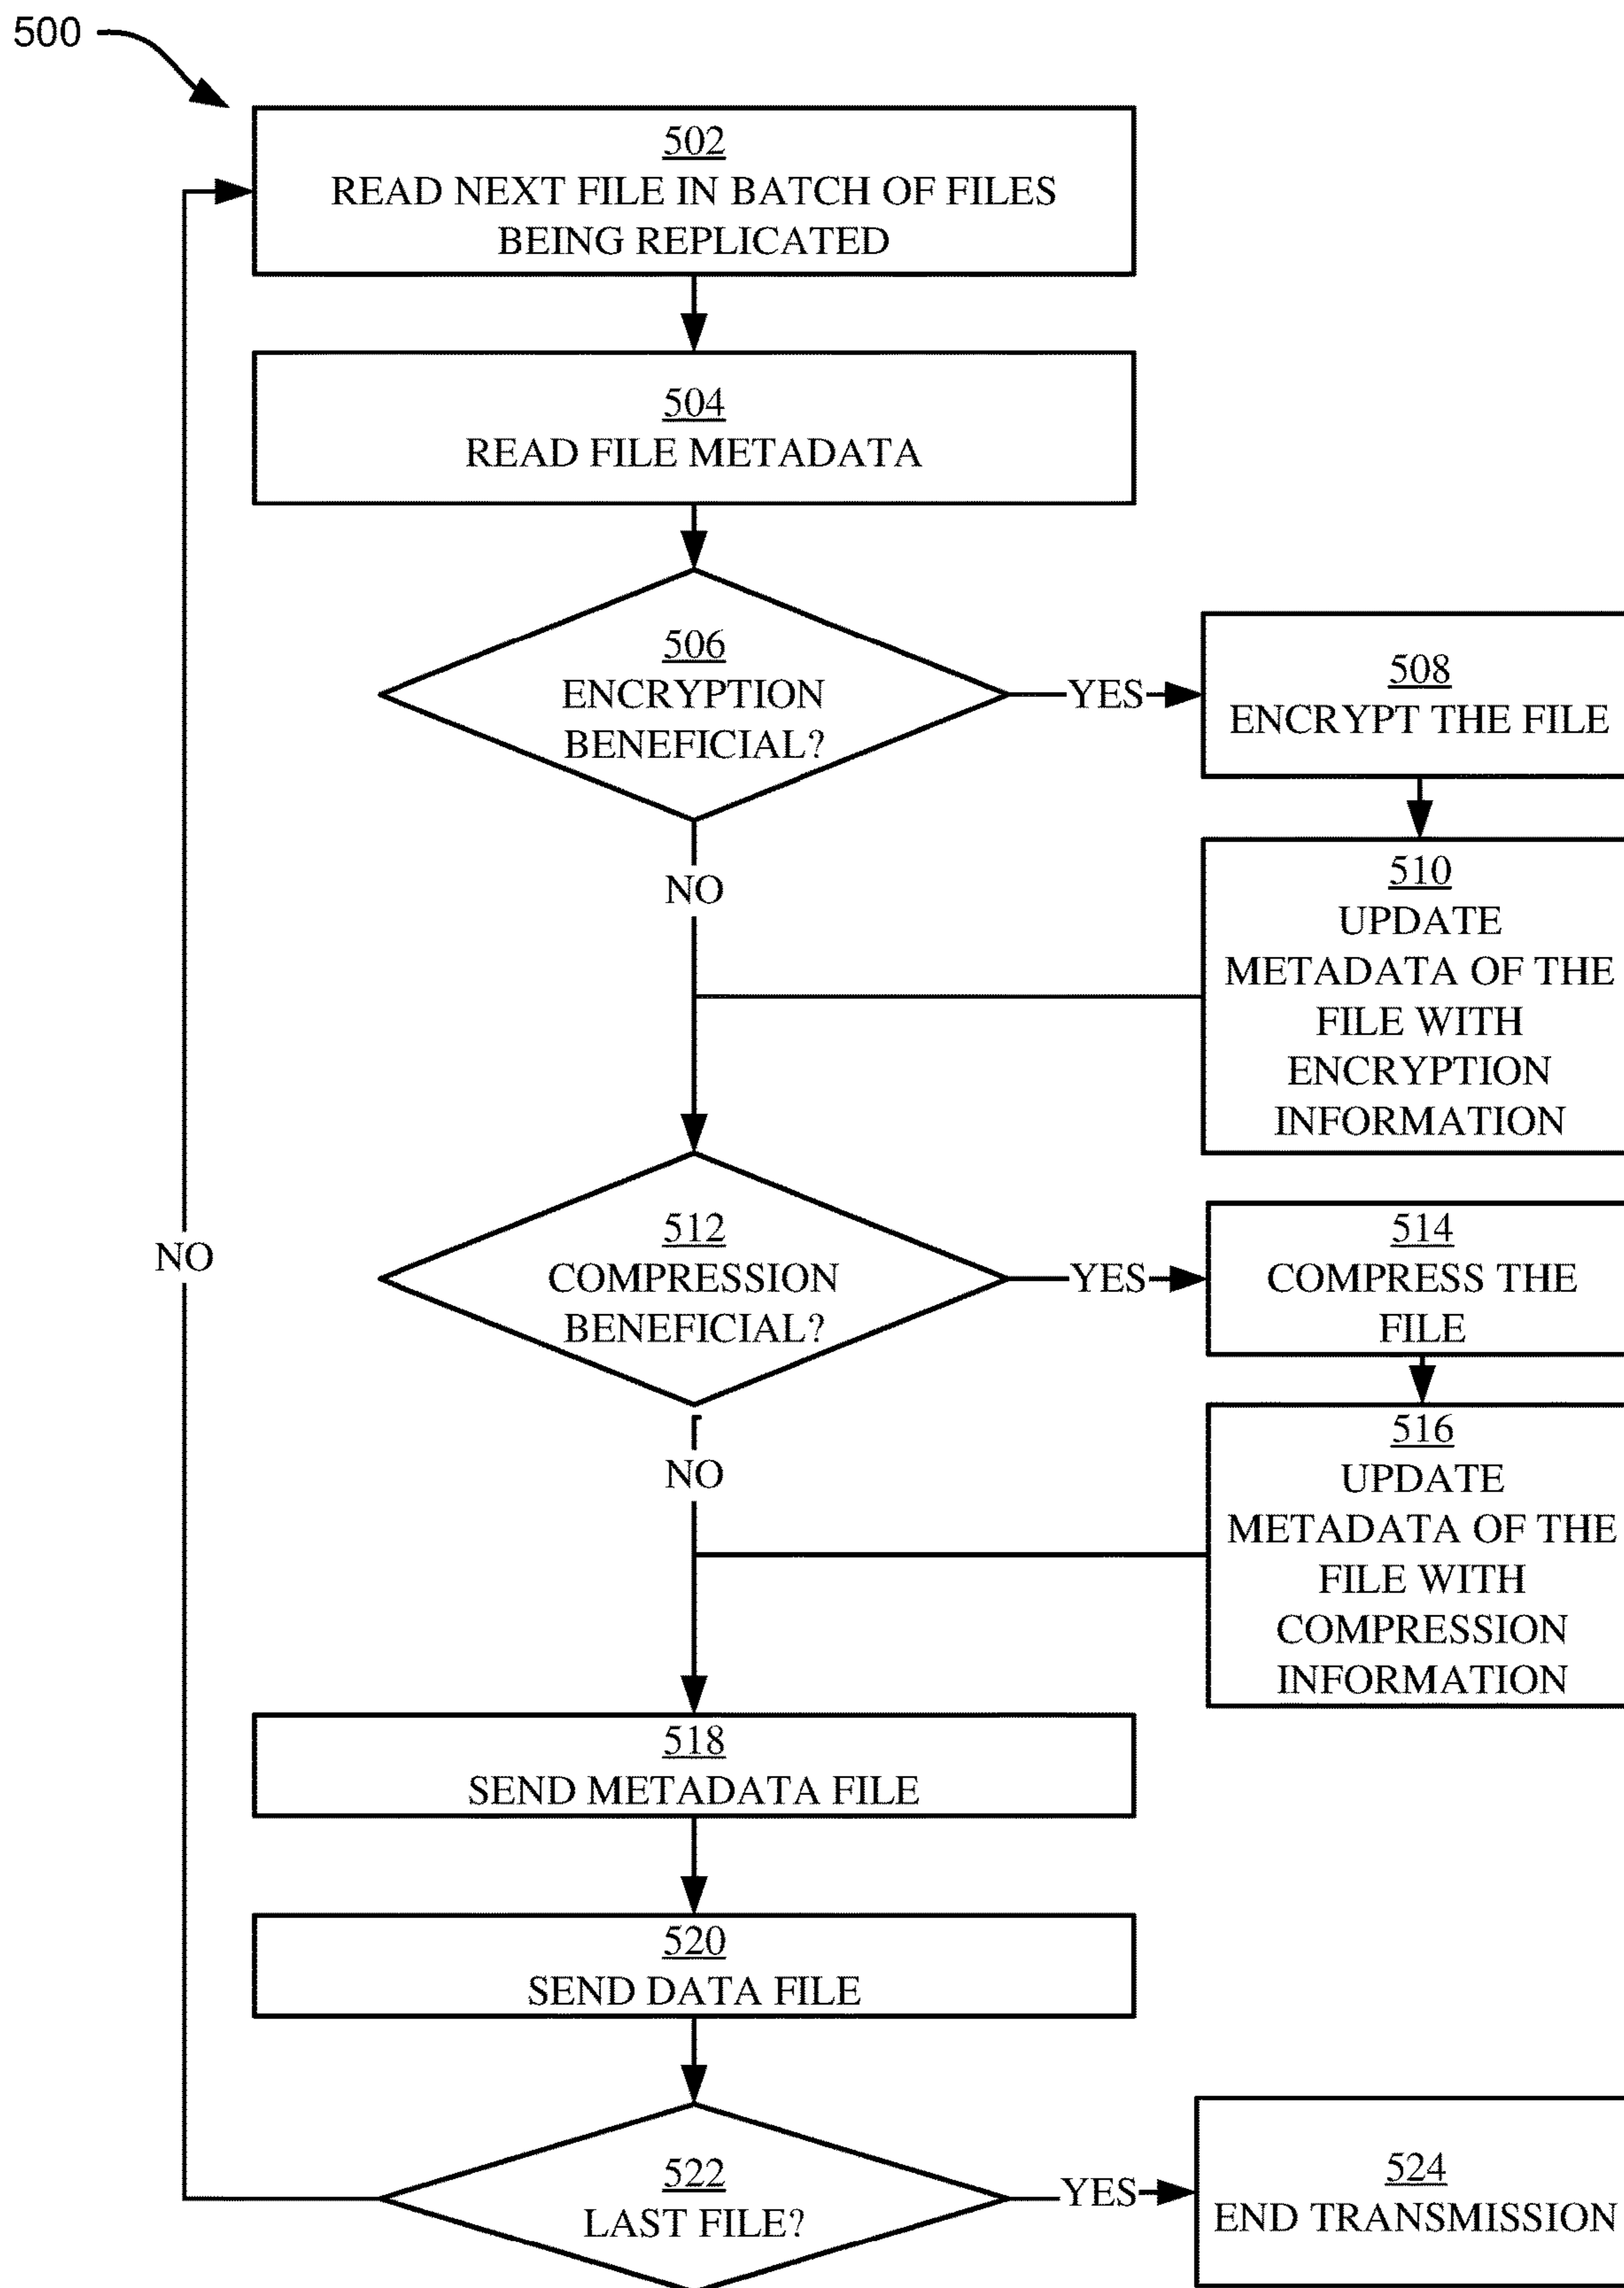 500
502
READ NEXT FILE IN BATCH OF FILES
BEING REPLICATED
504
READ FILE METADATA
506
ENCRYPTION
BENEFICIAL?
YES
508
ENCRYPT THE FILE
NO
510
UPDATE
METADATA OF THE
FILE WITH
ENCRYPTION
INFORMATION
512
COMPRESSION
BENEFICIAL?
YES
514
COMPRESS THE
FILE
NO
516
UPDATE
METADATA OF THE
FILE WITH
COMPRESSION
INFORMATION
518
SEND METADATA FILE
520
SEND DATA FILE
522
LAST FILE?
NO
YES
524
END TRANSMISSION